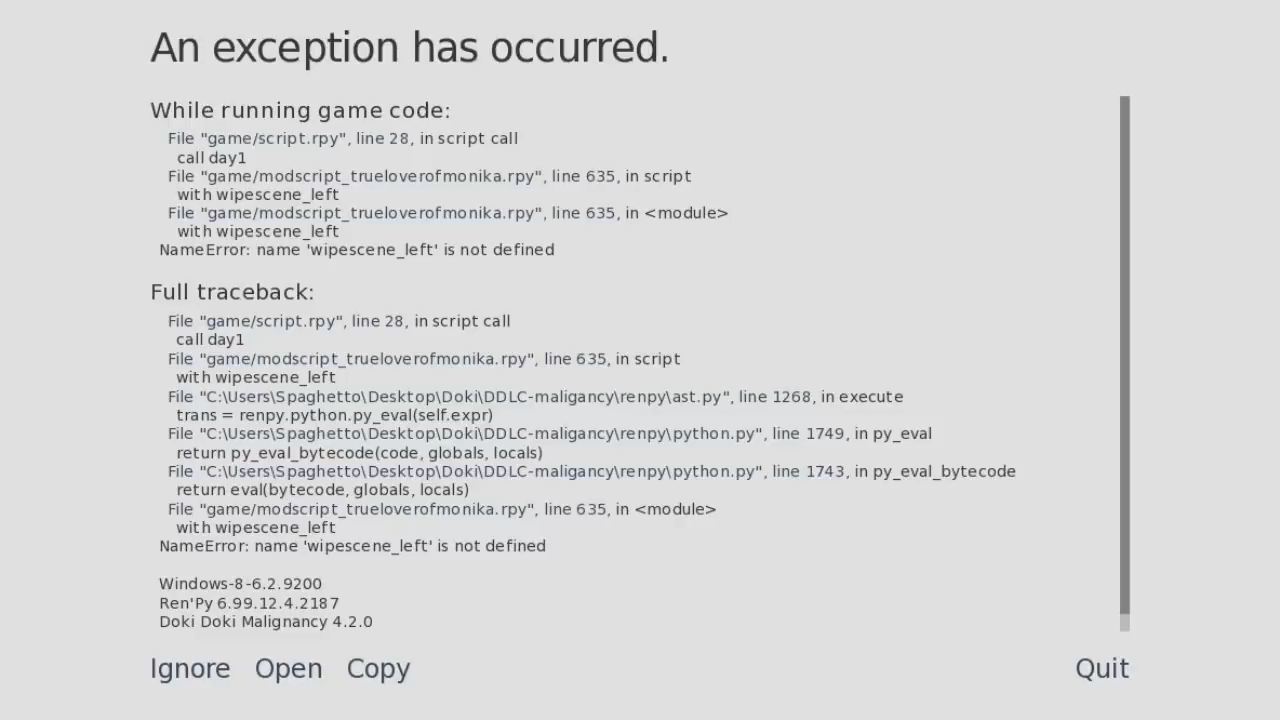 An exception has occurred.
While running game code:
File "game/script.rpy", line 28, in script call
call day1
File "game/modscript_trueloverofmonika.rpy", line 635, in script
with wipescene_left
File "game/modscript_trueloverofmonika.rpy", line 635, in <module>
with wipescene_left
NameError: name 'wipescene_left' is not defined
Full traceback:
File "game/script.rpy", line 28, in script call
call day1
File "game/modscript_trueloverofmonika.rpy", line 635, in script
with wipescene_left
File "C:\Users\Spaghetto\Desktop\Doki\DDLC-maligancy\renpy\ast.py", line 1268, in execute
trans = renpy.python.py_eval(self.expr)
File "C:\Users\Spaghetto\Desktop\Doki\DDLC-maligancy\renpy\python.py", line 1749, in py_eval
return py_eval_bytecode(code, globals, locals)
File "C:\Users\Spaghetto\Desktop\Doki\DDLC-maligancy\renpy\python.py", line 1743, in py_eval_bytecode
return eval(bytecode, globals, locals)
File "game/modscript_trueloverofmonika.rpy", line 635, in <module>
with wipescene_left
NameError: name 'wipescene_left' is not defined
Windows-8-6.2.9200
Ren'Py 6.99.12.4.2187
Doki Doki Malignancy 4.2.0
Ignore Open Copy Quit